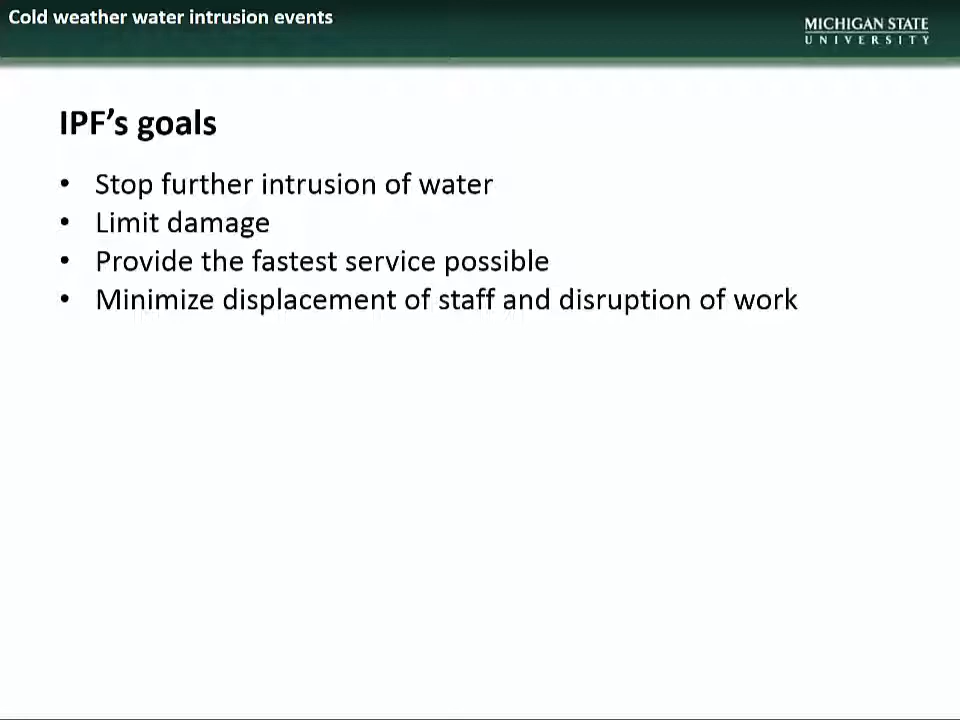 Cold weather water intrusion events
MICHIGAN STATE
UNIVERSITY
IPF's goals
• Stop further intrusion of water
• Limit damage
• Provide the fastest service possible
• Minimize displacement of staff and disruption of work